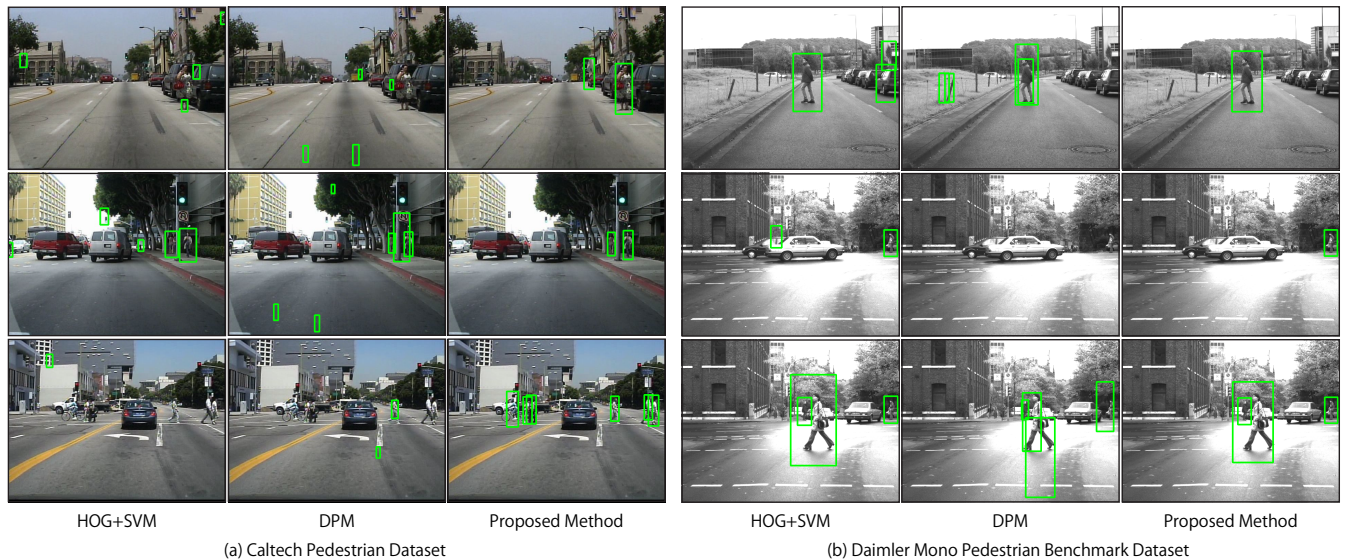 HOG+SVM
DPM
Proposed Method
HOG+SVM
DPM
Proposed Method
(a) Caltech Pedestrian Dataset
(b) Daimler Mono Pedestrian Benchmark Dataset